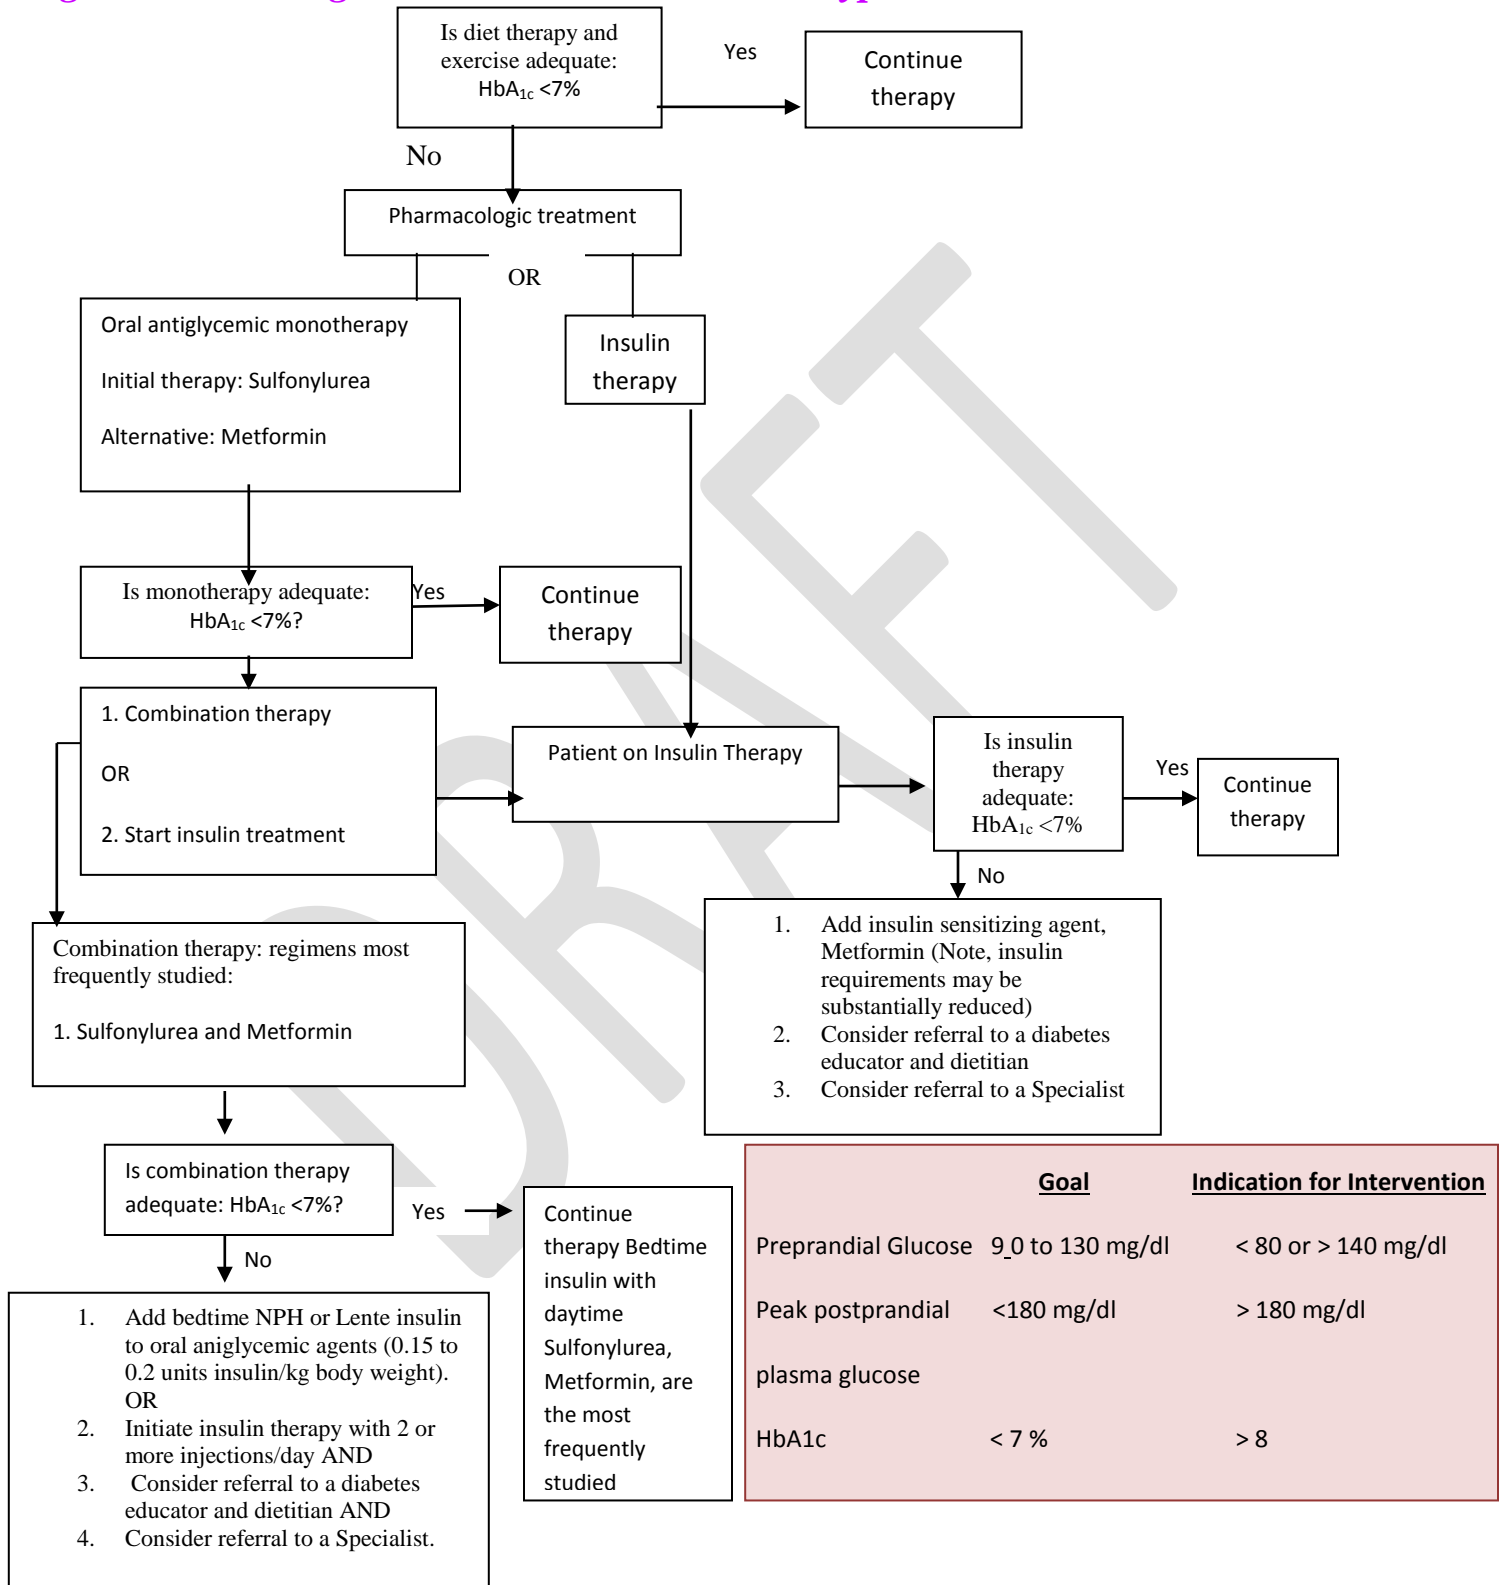 Is diet therapy and
exercise adequate:
HbA1c <7%
Yes
Continue
therapy
No
Pharmacologic treatment
OR
Oral antiglycemic monotherapy
Initial therapy: Sulfonylurea
Alternative: Metformin
Insulin
therapy
Is monotherapy adequate:
HbA1c <7%?
Yes
Continue
therapy
1. Combination therapy
OR
2. Start insulin treatment
Patient on Insulin Therapy
Is insulin
therapy
adequate:
HbA1c <7%
Yes
Continue
therapy
No
1. Add insulin sensitizing agent,
Metformin (Note, insulin
requirements may be
substantially reduced)
2. Consider referral to a diabetes
educator and dietitian
3. Consider referral to a Specialist
Combination therapy: regimens most
frequently studied:
1. Sulfonylurea and Metformin
Is combination therapy
adequate: HbA1c <7%?
Yes
Continue
therapy Bedtime
insulin with
daytime
Sulfonylurea,
Metformin, are
the most
frequently
studied
No
1. Add bedtime NPH or Lente insulin
to oral aniglycemic agents (0.15 to
0.2 units insulin/kg body weight).
OR
2. Initiate insulin therapy with 2 or
more injections/day AND
3. Consider referral to a diabetes
educator and dietitian AND
4. Consider referral to a Specialist.
Goal Indication for Intervention
Preprandial Glucose 9 0 to 130 mg/dl < 80 or > 140 mg/dl
Peak postprandial <180 mg/dl > 180 mg/dl
plasma glucose
HbA1c < 7 % > 8
DRAFT